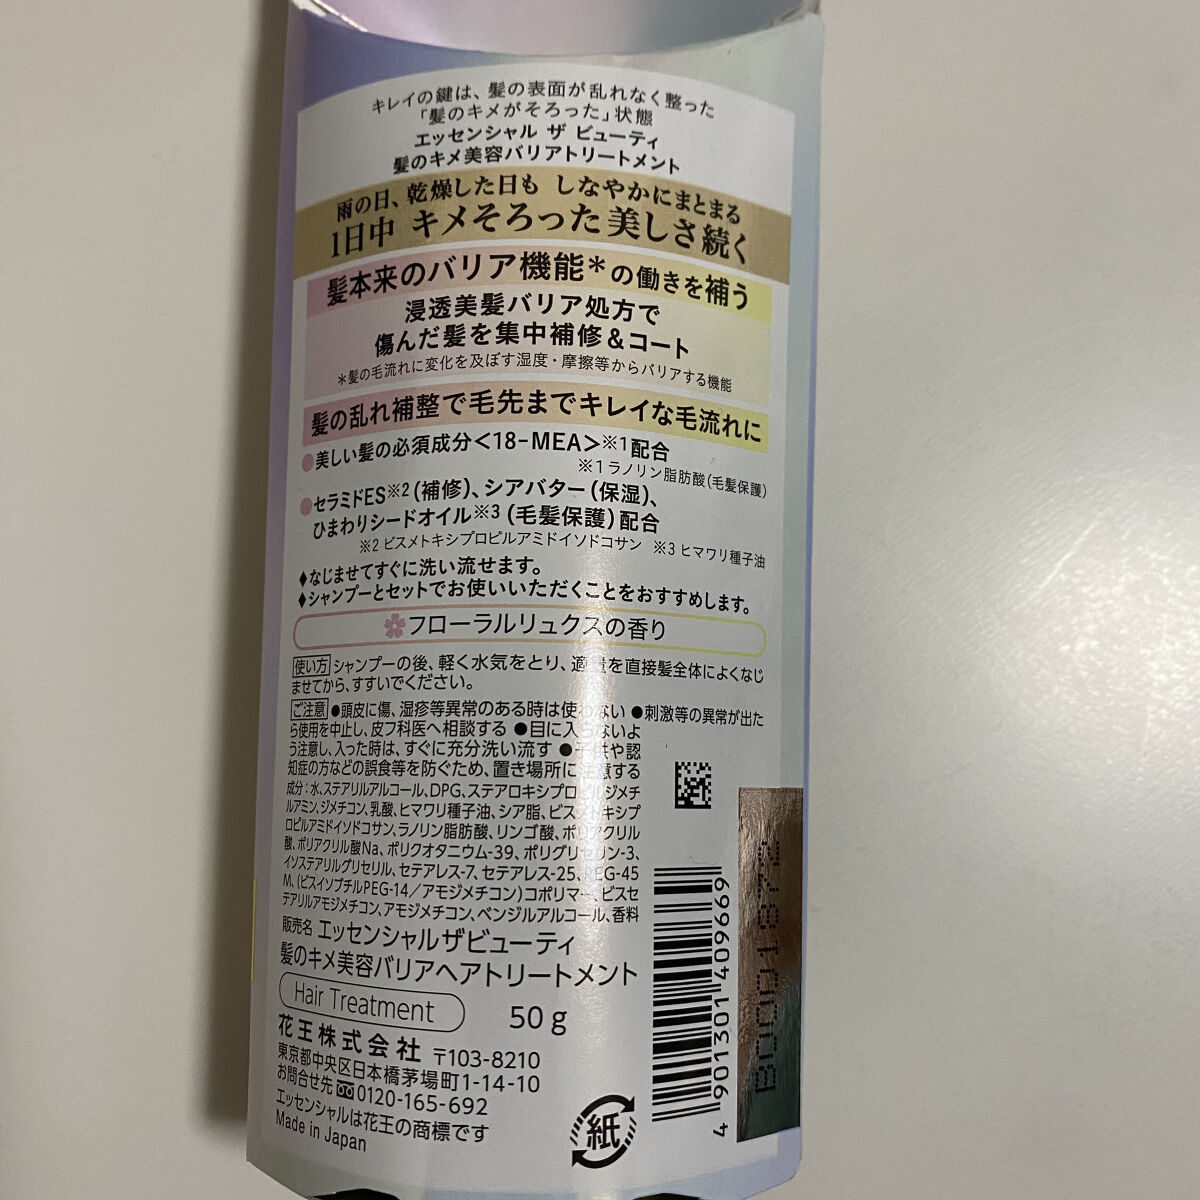 キレイの鍵は、髪の表面が乱れなく整った
「髪のキメがそろった」状態
エッセンシャル ザ ビューティ
髪のキメ美容バリアトリートメント
雨の日、乾燥した日も しなやかにまとまる
1日中 キメそろった美しさ続く
髪本来のバリア機能*の働きを補う
浸透美髪バリア処方で
傷んだ髪を集中補修&コート
*髪の毛流れに変化を及ぼす湿度・摩擦等からバリアする機能
髪の乱れ補整で毛先までキレイな毛流れに
●美しい髪の必須成分<18-MEA>※1配合
※1 ラノリン脂肪酸(毛髪保護)
●セラミドES※2(補修)、シアバター(保湿)、
ひまわりシードオイル※3(毛髪保護)配合
※2 ビスメトキシプロピルアミドイソドコサン ※3 ヒマワリ種子油
♦なじませてすぐに洗い流せます。
♦シャンプーとセットでお使いいただくことをおすすめします。
フローラルリュクスの香り
使い方 シャンプーの後、軽く水気をとり、適量を直接髪全体によくなじ
ませてから、すすいでください。
ご注意 ●頭皮に傷、湿疹等異常のある時は使わない ●刺激等の異常が出た
ら使用を中止し、皮フ科医へ相談する ●目に入らないよ
う注意し、入った時は、すぐに充分洗い流す ●子供や認
知症の方などの誤食等を防ぐため、置き場所に注意する
成分:水、ステアリルアルコール、DPG、ステアロキシプロピルジメチ
ルアミン、ジメチコン、乳酸、ヒマワリ種子油、シア脂、ビスメトキシプ
ロピルアミドイソドコサン、ラノリン脂肪酸、リンゴ酸、ポリアクリル
酸、ポリアクリル酸Na、ポリクオタニウム-39、ポリグリセリン-3、
イソステアリルグリセリル、セテアレス-7、セテアレス-25、PEG-45
M、(ビスイソブチルPEG-14/アモジメチコン)コポリマー、ビスセ
テアリルアモジメチコン、アモジメチコン、ベンジルアルコール、香料
販売名 エッセンシャルザビューティ
髪のキメ美容バリアヘアトリートメント
Hair Treatment 50g
花王株式会社 〒103-8210
東京都中央区日本橋茅場町1-14-10
お問合せ先 0120-165-692
エッセンシャルは花王の商標です
Made in Japan
紙
4 901301 409669